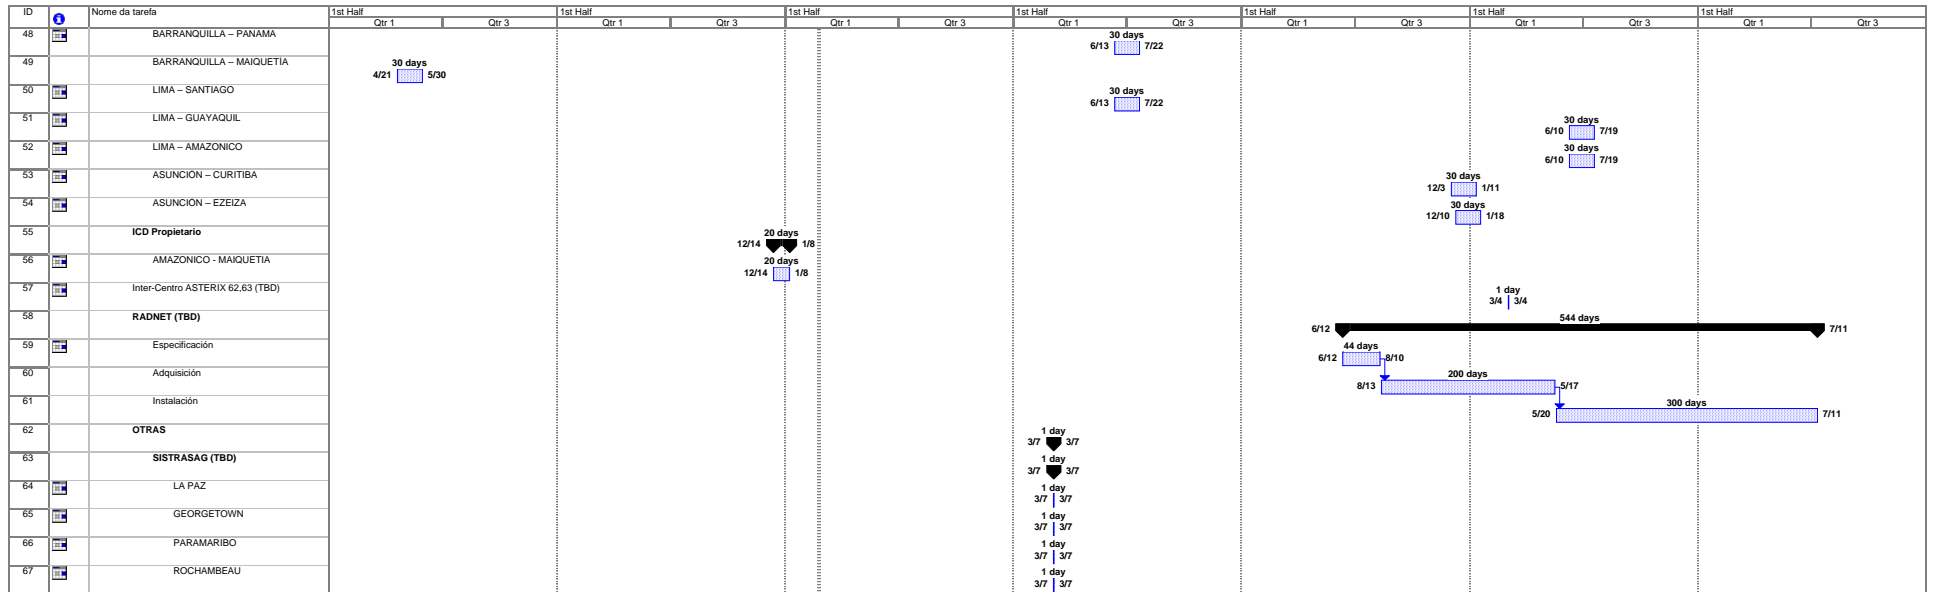 ID Nome da tarefa 1st Half 1st Half 1st Half 1st Half 1st Half 1st Half 1st Half
Qtr 1 Qtr 3 Qtr 1 Qtr 3 Qtr 1 Qtr 3 Qtr 1 Qtr 3 Qtr 1 Qtr 3 Qtr 1 Qtr 3 Qtr 1 Qtr 3
48 BARRANQUILLA – PANAMA 30 days
6/13 7/22
49 BARRANQUILLA – MAIQUETÍA 30 days
4/21 5/30
50 LIMA – SANTIAGO 30 days
6/13 7/22
51 LIMA – GUAYAQUIL 30 days
6/10 7/19
52 LIMA – AMAZONICO 30 days
6/10 7/19
53 ASUNCIÓN – CURITIBA 30 days
12/3 1/11
54 ASUNCIÓN – EZEIZA 30 days
12/10 1/18
55 ICD Propietario 20 days
12/14 1/8
56 AMAZONICO - MAIQUETIA 20 days
12/14 1/8
57 Inter-Centro ASTERIX 62,63 (TBD) 1 day
3/4 3/4
58 RADNET (TBD) 544 days
6/12 7/11
59 Especificación 44 days
6/12 8/10
60 Adquisición 200 days
8/13 5/17
61 Instalación 300 days
5/20 7/11
62 OTRAS 1 day
3/7 3/7
63 SISTRASAG (TBD) 1 day
3/7 3/7
64 LA PAZ 1 day
3/7 3/7
65 GEORGETOWN 1 day
3/7 3/7
66 PARAMARIBO 1 day
3/7 3/7
67 ROCHAMBEAU 1 day
3/7 3/7